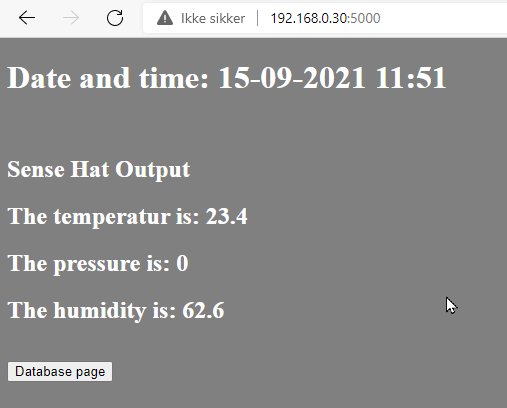 Ikke sikker | 192.168.0.30:5000
Date and time: 15-09-2021 11:51
Sense Hat Output
The temperatur is: 23.4
The pressure is: 0
The humidity is: 62.6
Database page